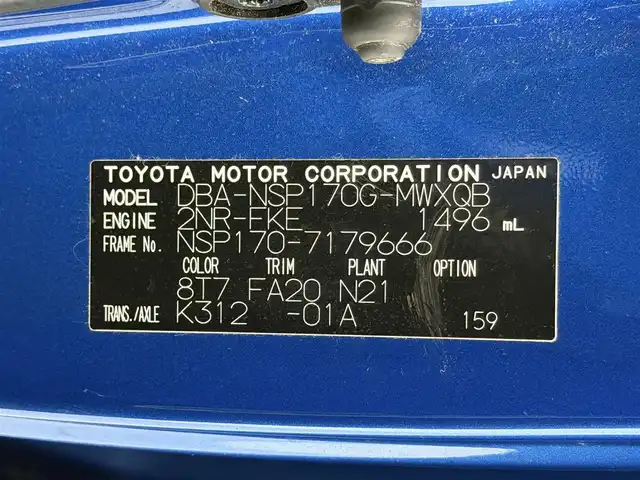 TOYOTA MOTOR CORPORATION JAPAN
MODEL DBA-NSP170G-MWXQB
ENGINE 2NR-FKE 1496 mL
FRAME No. NSP170-7179666
COLOR TRIM PLANT OPTION
8T7 FA20 N21
TRANS./AXLE K312 -01A 159